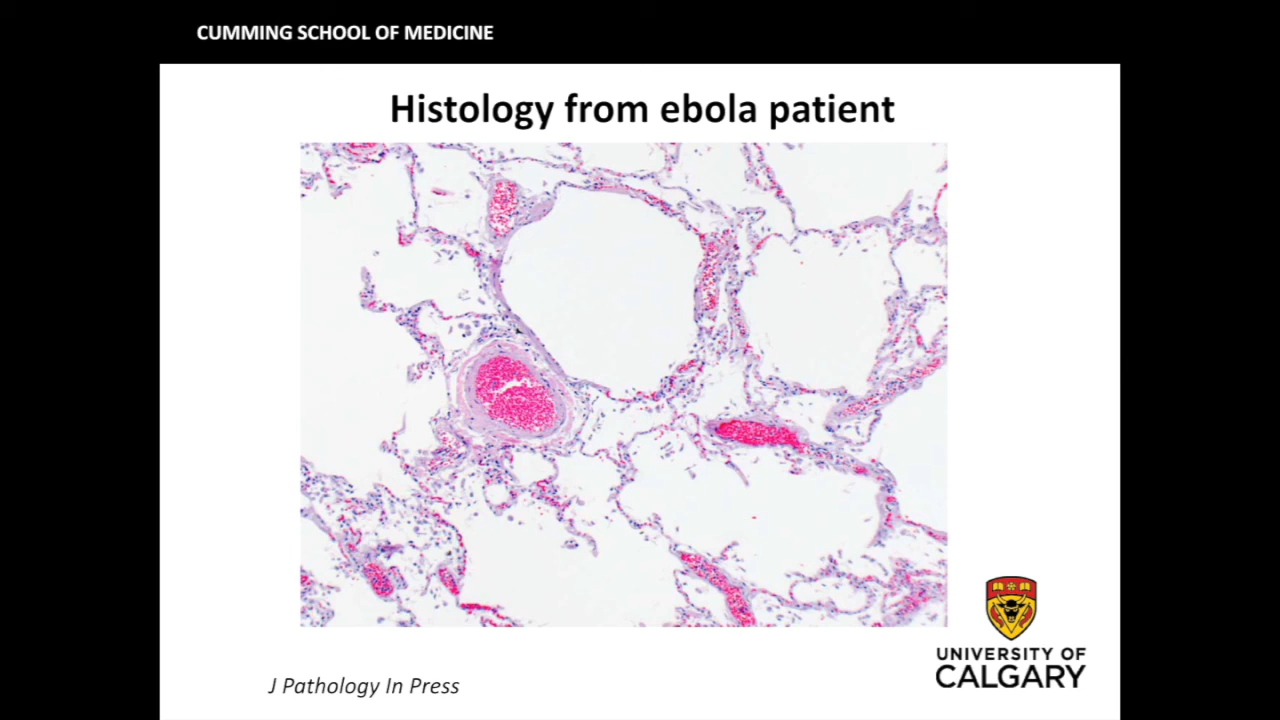 CUMMING SCHOOL OF MEDICINE
Histology from ebola patient
J Pathology In Press
UNIVERSITY OF
CALGARY